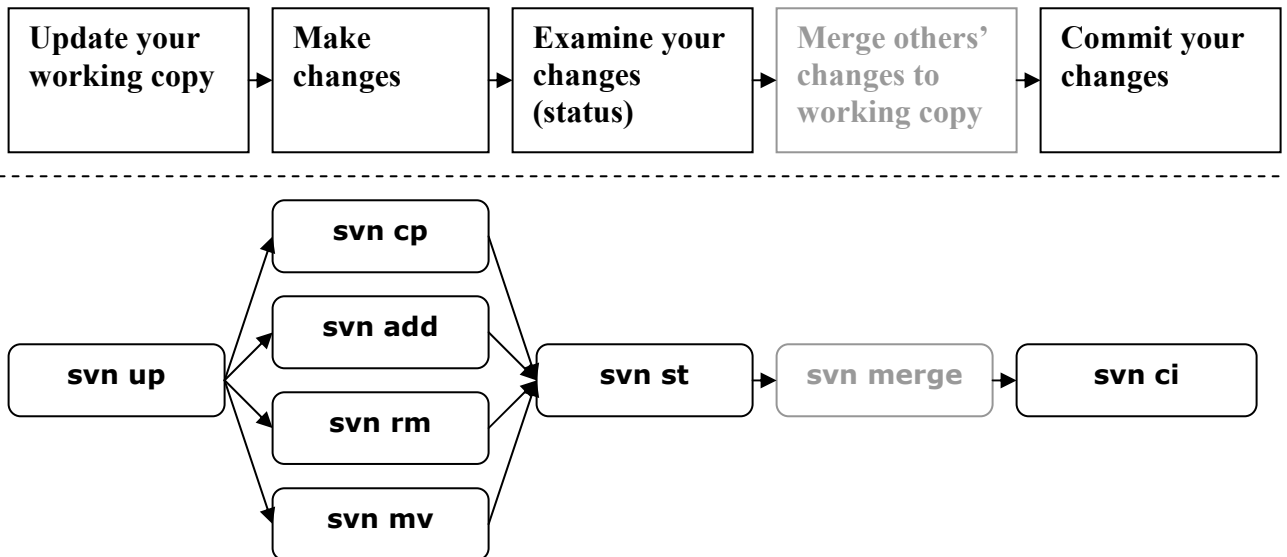 Update your
working copy
Make
changes
Examine your
changes
(status)
Merge others’
changes to
working copy
Commit your
changes
svn cp
svn add
svn up
svn st
svn merge
svn ci
svn rm
svn mv